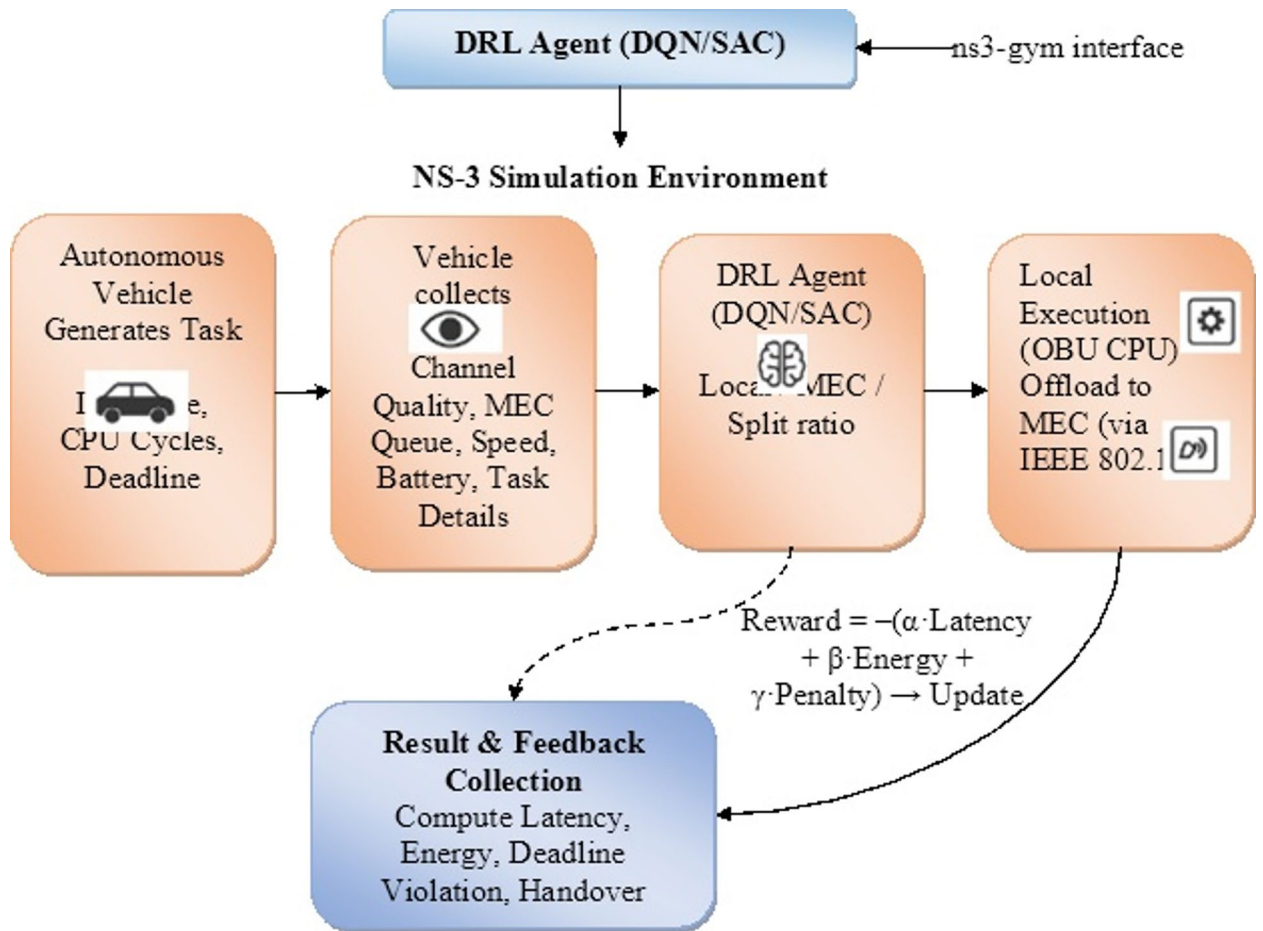 DRL Agent (DQN/SAC)
ns3-gym interface
NS-3 Simulation Environment
Autonomous
Vehicle
Generates Task
CPU Cycles,
Deadline
Vehicle
collects
Channel
Quality, MEC
Queue, Speed,
Battery, Task
Details
DRL Agent
(DQN/SAC)
MEC /
Split ratio
Local
Execution
(OBU CPU)
Offload to
MEC (via
IEEE
Reward = –(α·Latency
+ β·Energy +
γ·Penalty) → Update
Result & Feedback
Collection
Compute Latency,
Energy, Deadline
Violation, Handover